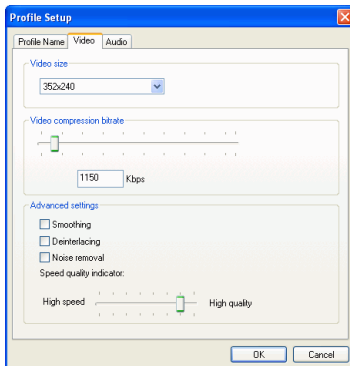 Profile Setup
Profile Name Video Audio
Video size
352x240
Video compression bitrate
1150 Kbps
Advanced settings
Smoothing
Deinterlacing
Noise removal
Speed quality indicator:
High speed High quality
OK Cancel